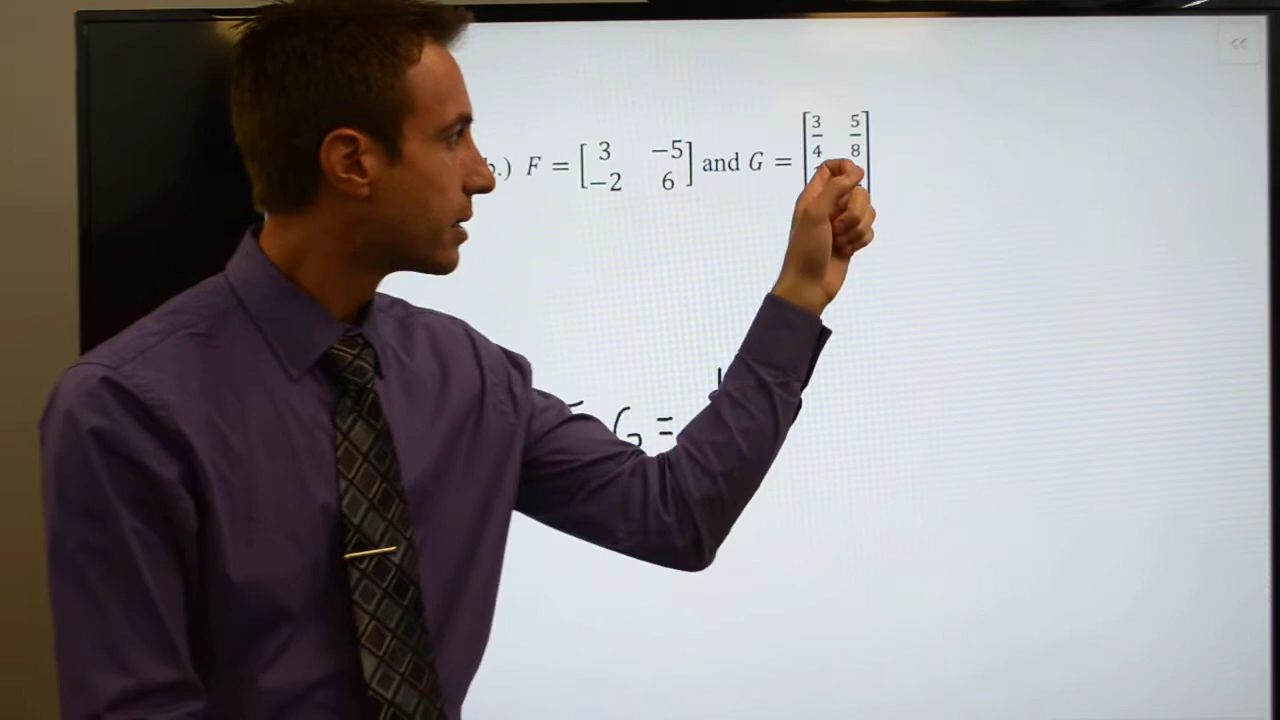 b.) F = [3 −5 −2 6] and G = [3/4 5/8
G =